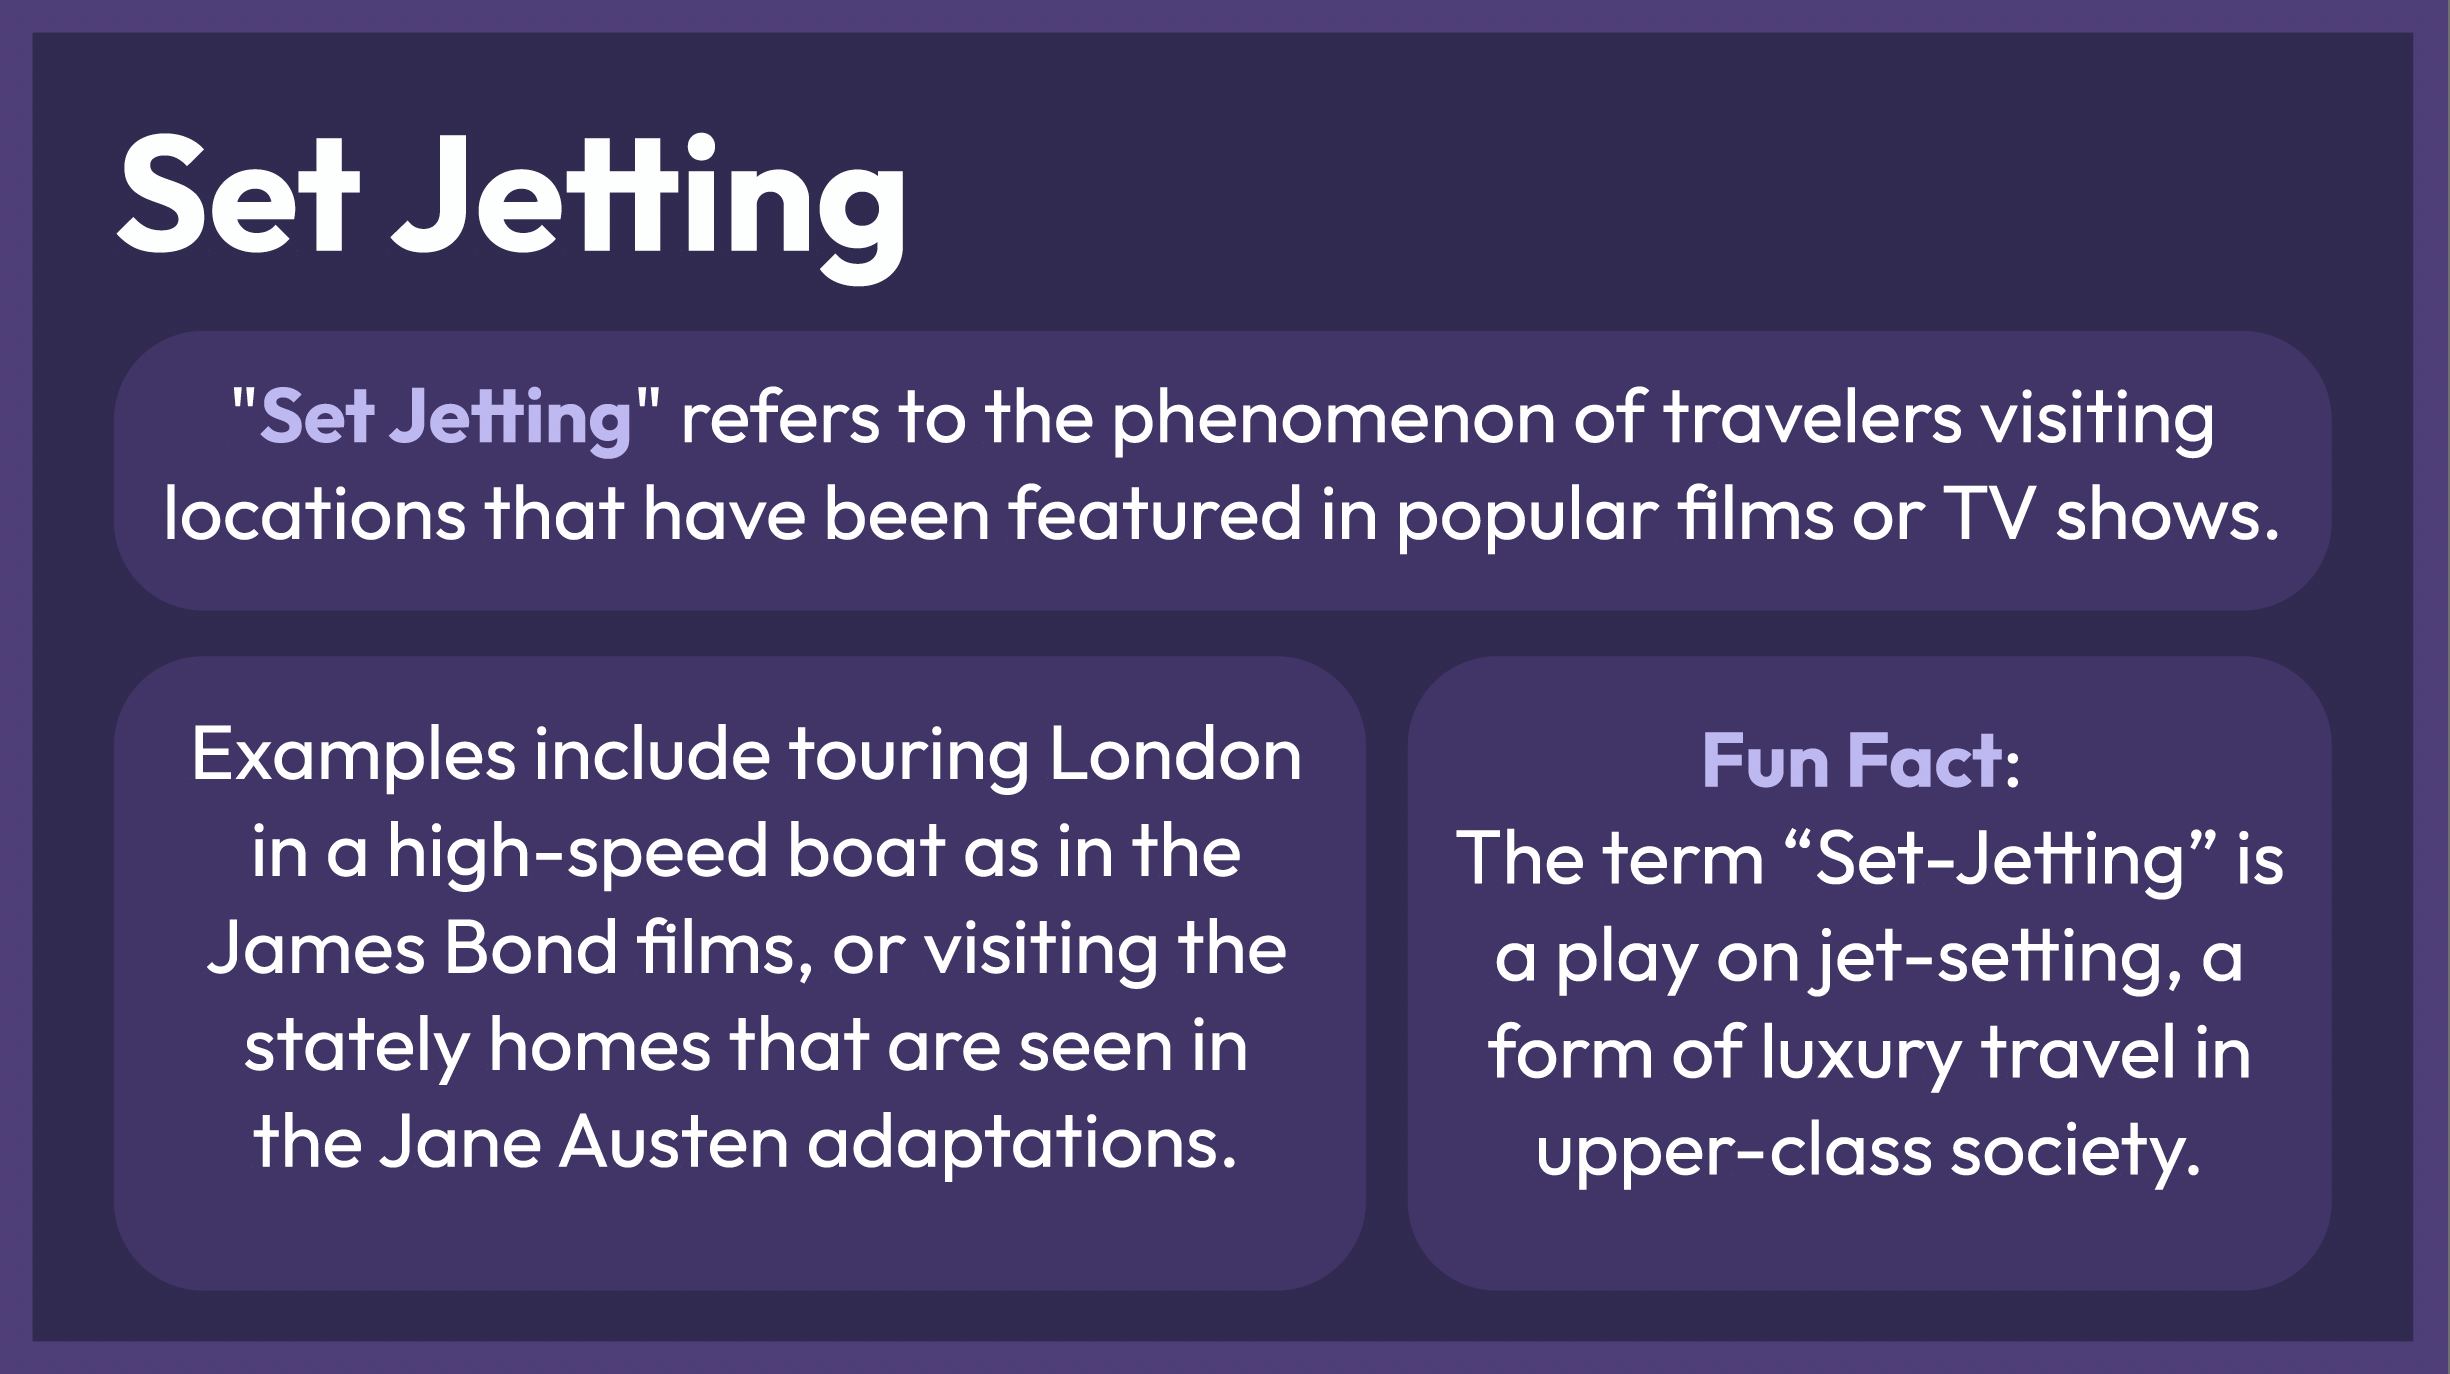 Set Jetting
"Set Jetting" refers to the phenomenon of travelers visiting
locations that have been featured in popular films or TV shows.
Examples include touring London
in a high-speed boat as in the
James Bond films, or visiting the
stately homes that are seen in
the Jane Austen adaptations.
Fun Fact:
The term “Set-Jetting” is
a play on jet-setting, a
form of luxury travel in
upper-class society.